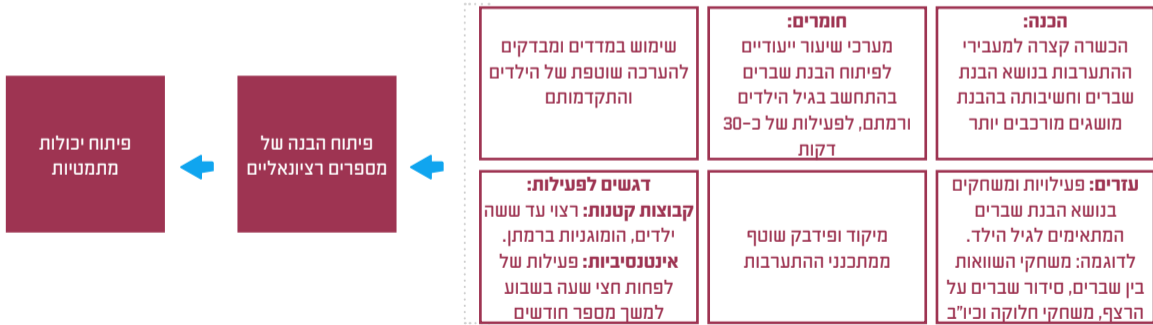 הכנה:
הכשרה קצרה למעבירי
ההתערבות בנושא הבנת
שברים וחשיבותה בהבנת
מושגים מורכבים יותר
חומרים:
מערכי שיעור ייעודיים
לפיתוח הבנת שברים
בהתחשב בגיל הילדים
ורמתם, לפעילות של כ-30
דקות
שימוש במדדים ומבדקים
להערכה שוטפת של הילדים
והתקדמותם
עזרים: פעילויות ומשחקים
בנושא הבנת שברים
המתאימים לגיל הילד.
לדוגמה: משחקי השוואות
בין שברים, סידור שברים על
הרצף, משחקי חלוקה וכיו"ב
מיקוד ופידבק שוטף
ממתכנני ההתערבות
דגשים לפעילות:
קבוצות קטנות: רצוי עד ששה
ילדים, הומוגניות ברמתן.
אינטנסיביות: פעילות של
לפחות חצי שעה בשבוע
למשך מספר חודשים
פיתוח הבנה של
מספרים רציונאליים
פיתוח יכולות
מתמטיות